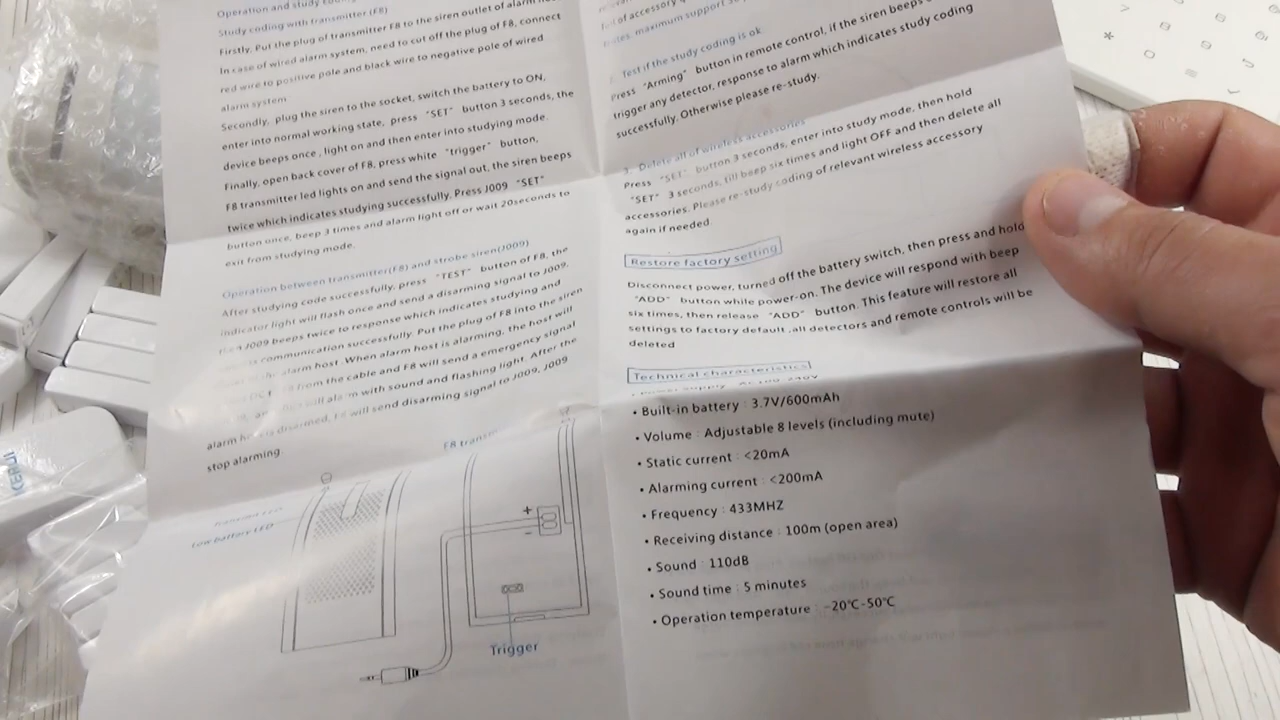 Operation and study coding
Study coding with transmitter (F8)
Firstly. Put the plug of transmitter F8 to the siren outlet of alarm
In case of wired alarm system, need to cut off the plug of F8, connect
red wire to positive pole and black wire to negative pole of wired
alarm system
Secondly, plug the siren to the socket, switch the battery to ON,
enter into normal working state, press "SET" button 3 seconds, the
device beeps once, light on and then enter into studying mode.
Finally, open back cover of F8, press white "trigger" button,
F8 transmitter led lights on and send the signal out, the siren beeps
twice which indicates studying successfully. Press J009 "SET"
button once, beep 3 times and alarm light off or wait 20seconds to
exit from studying mode.
Operation between transmitter(F8) and strobe siren(J009)
After studying code successfully, press "TEST" button of F8, the
indicator light will flash once and send a disarming signal to J009,
J009 beeps twice to response which indicates studying and
communication successfully. Put the plug of F8 into the siren
alarm host. When alarm host is alarming, the host will
from the cable and F8 will send a emergency signal
with sound and flashing light. After the
alarm is disarmed, F8 will send disarming signal to J009, J009
stop alarming
F8
Low battery LED
+
-
Trigger
of accessory
maximum support
Test if the study coding is ok
Press "Arming" button in remote control, if the siren beeps
trigger any detector, response to alarm which indicates study coding
successfully. Otherwise please re-study.
3. Delete all of wireless accessories
Press "SET" button 3 seconds, enter into study mode, then hold
"SET" 3 seconds, till beep six times and light OFF and then delete all
accessories. Please re-study coding of relevant wireless accessory
again if needed.
Restore factory setting
Disconnect power, turned off the battery switch, then press and hold
"ADD" button while power-on. The device will respond with beep
six times, then release "ADD" button. This feature will restore all
settings to factory default .all detectors and remote controls will be
deleted
Technical characteristics
• Built-in battery : 3.7V/600mAh
• Volume : Adjustable 8 levels (including mute)
• Static current : <20mA
• Alarming current : <200mA
• Frequency : 433MHZ
• Receiving distance : 100m (open area)
• Sound : 110dB
• Sound time : 5 minutes
• Operation temperature : -20℃-50℃
KERUI